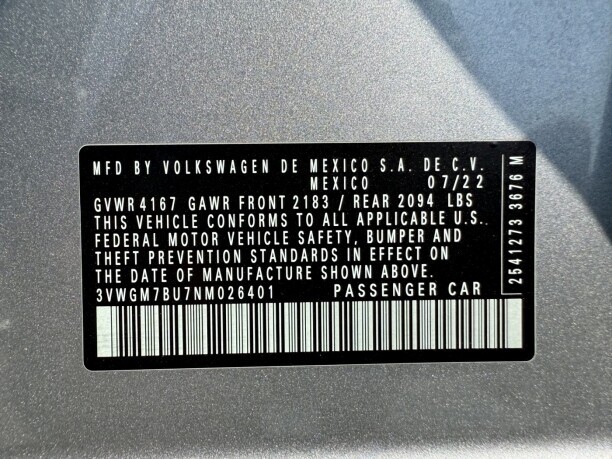 MFD BY VOLKSWAGEN DE MEXICO S.A. DE C.V.
MEXICO 07/22
GVWR 4167 GAWR FRONT 2183 / REAR 2094 LBS
THIS VEHICLE CONFORMS TO ALL APPLICABLE U.S.
FEDERAL MOTOR VEHICLE SAFETY, BUMPER AND
THEFT PREVENTION STANDARDS IN EFFECT ON
THE DATE OF MANUFACTURE SHOWN ABOVE.
3VWGM7BU7NM026401 PASSENGER CAR
2541273 3676 M